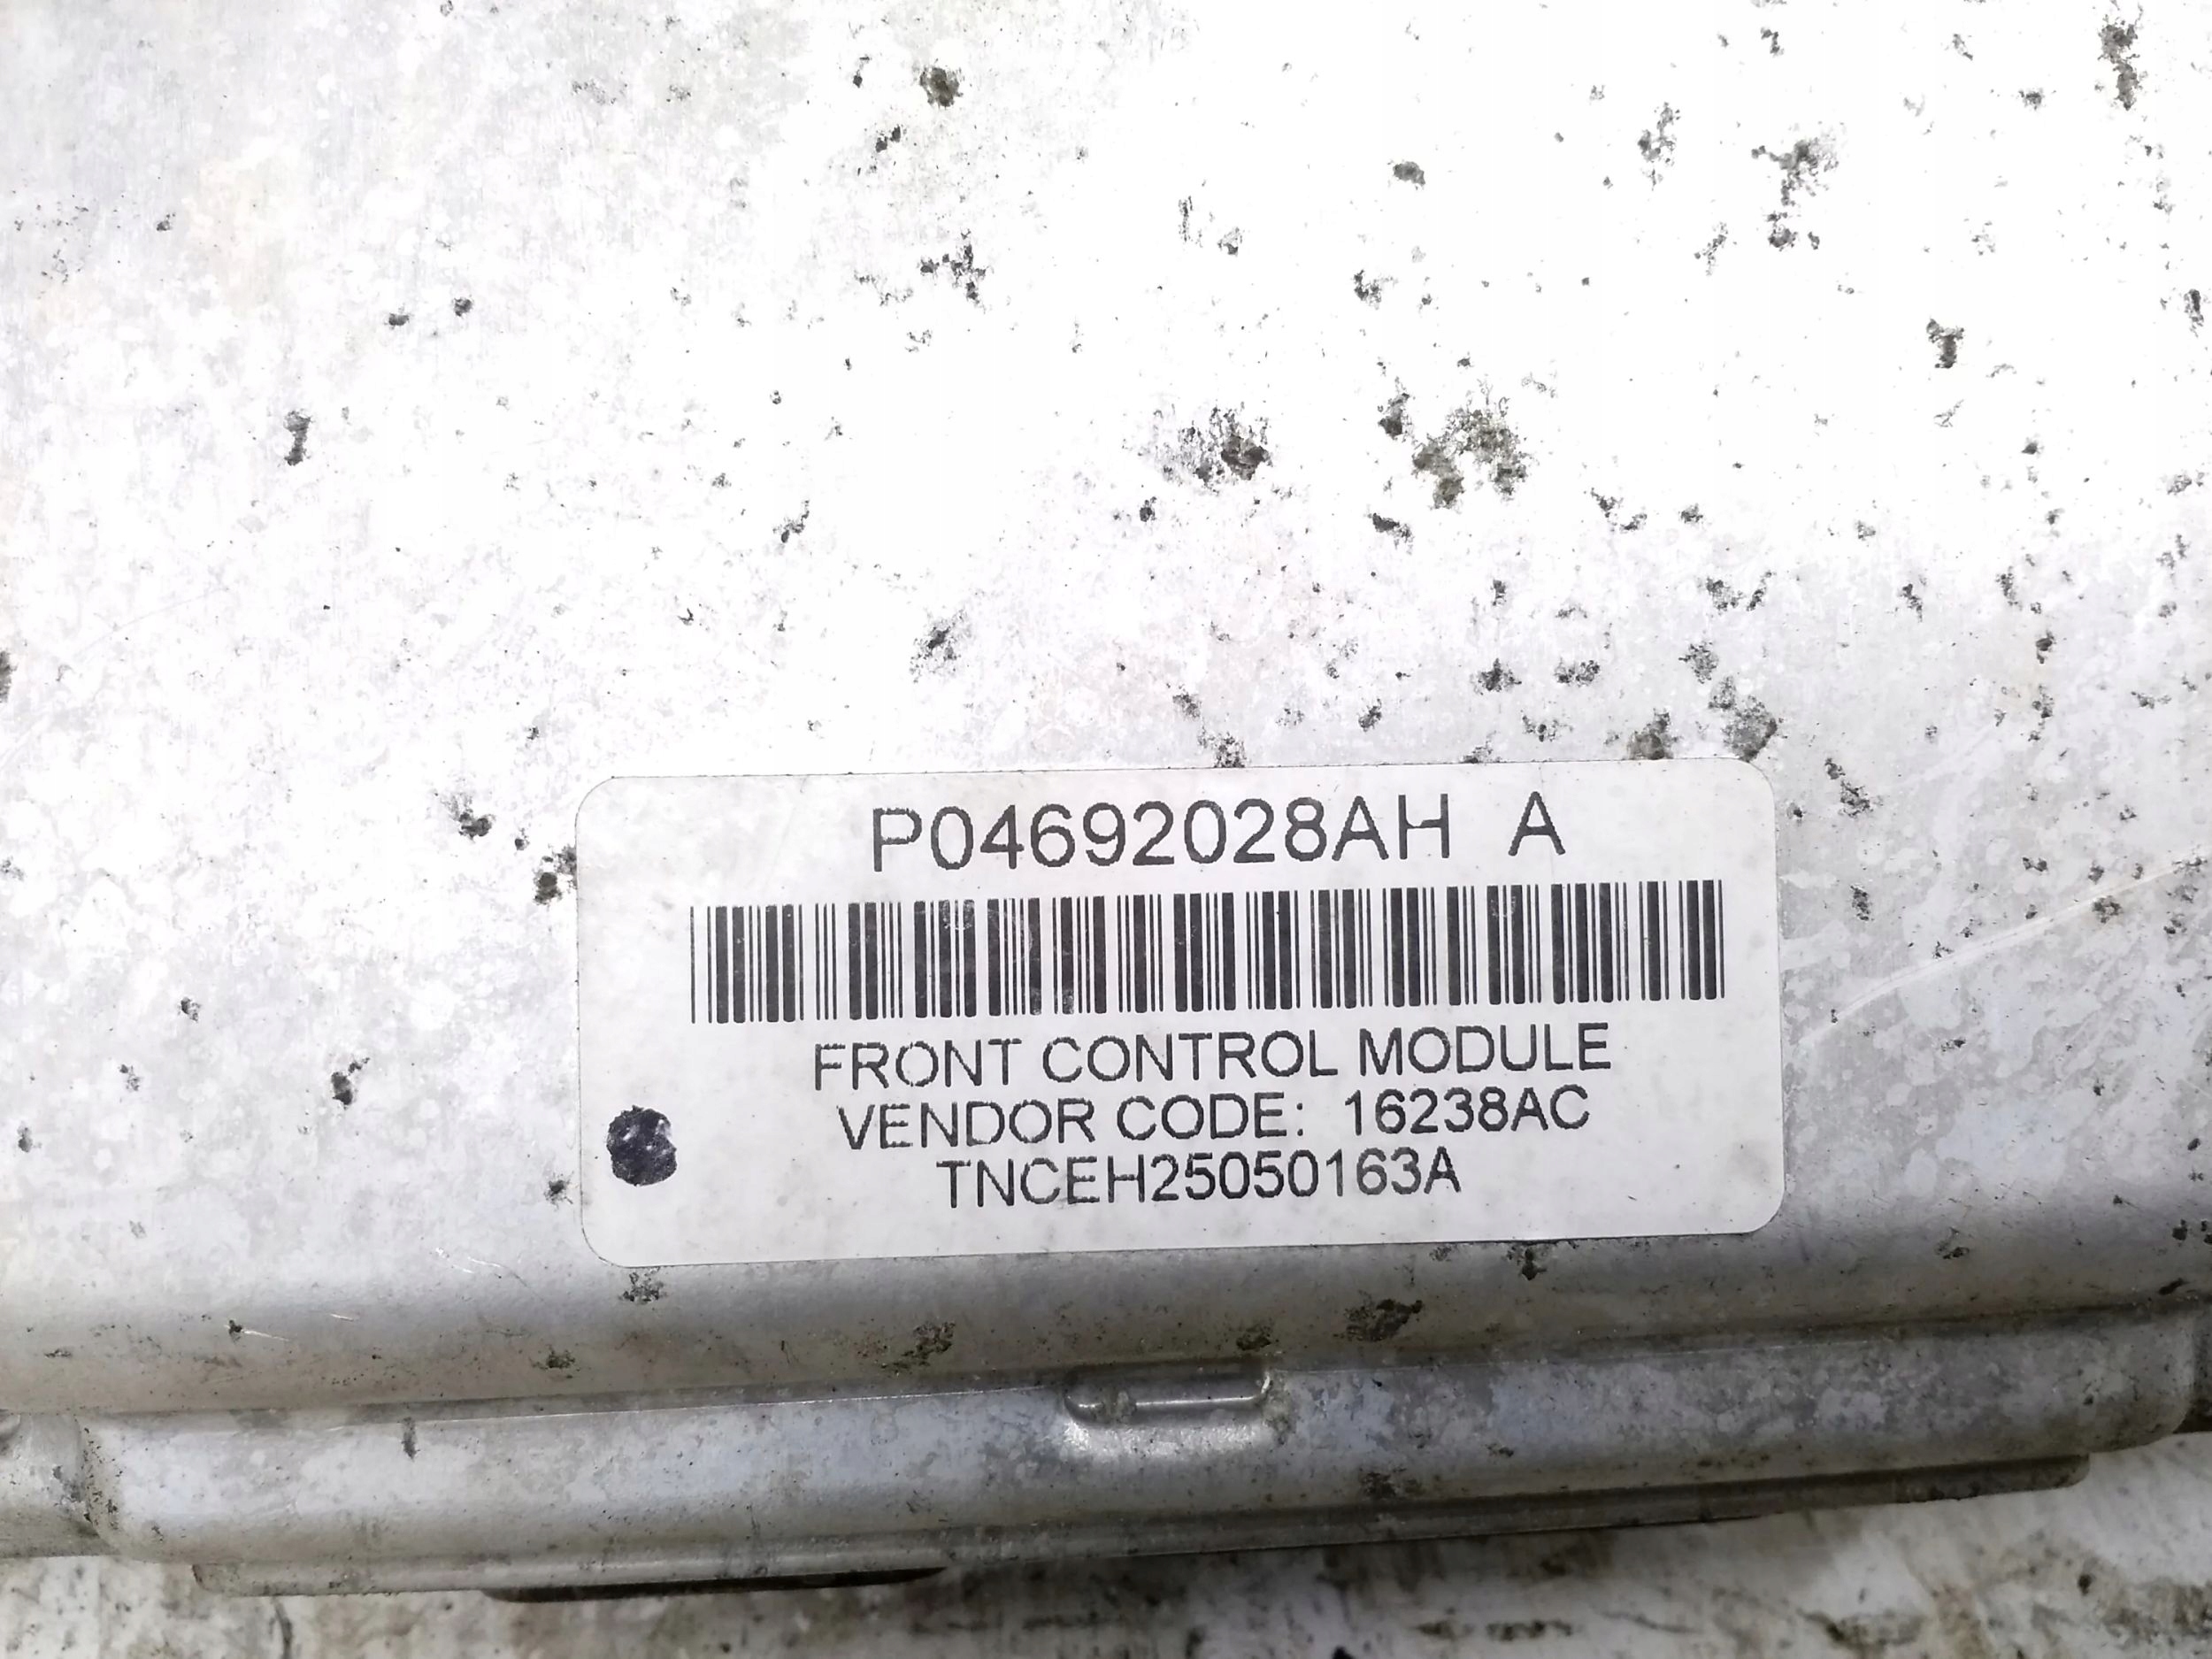 P04692028AH A
FRONT CONTROL MODULE
VENDOR CODE: 16238AC
TNCEH25050163A